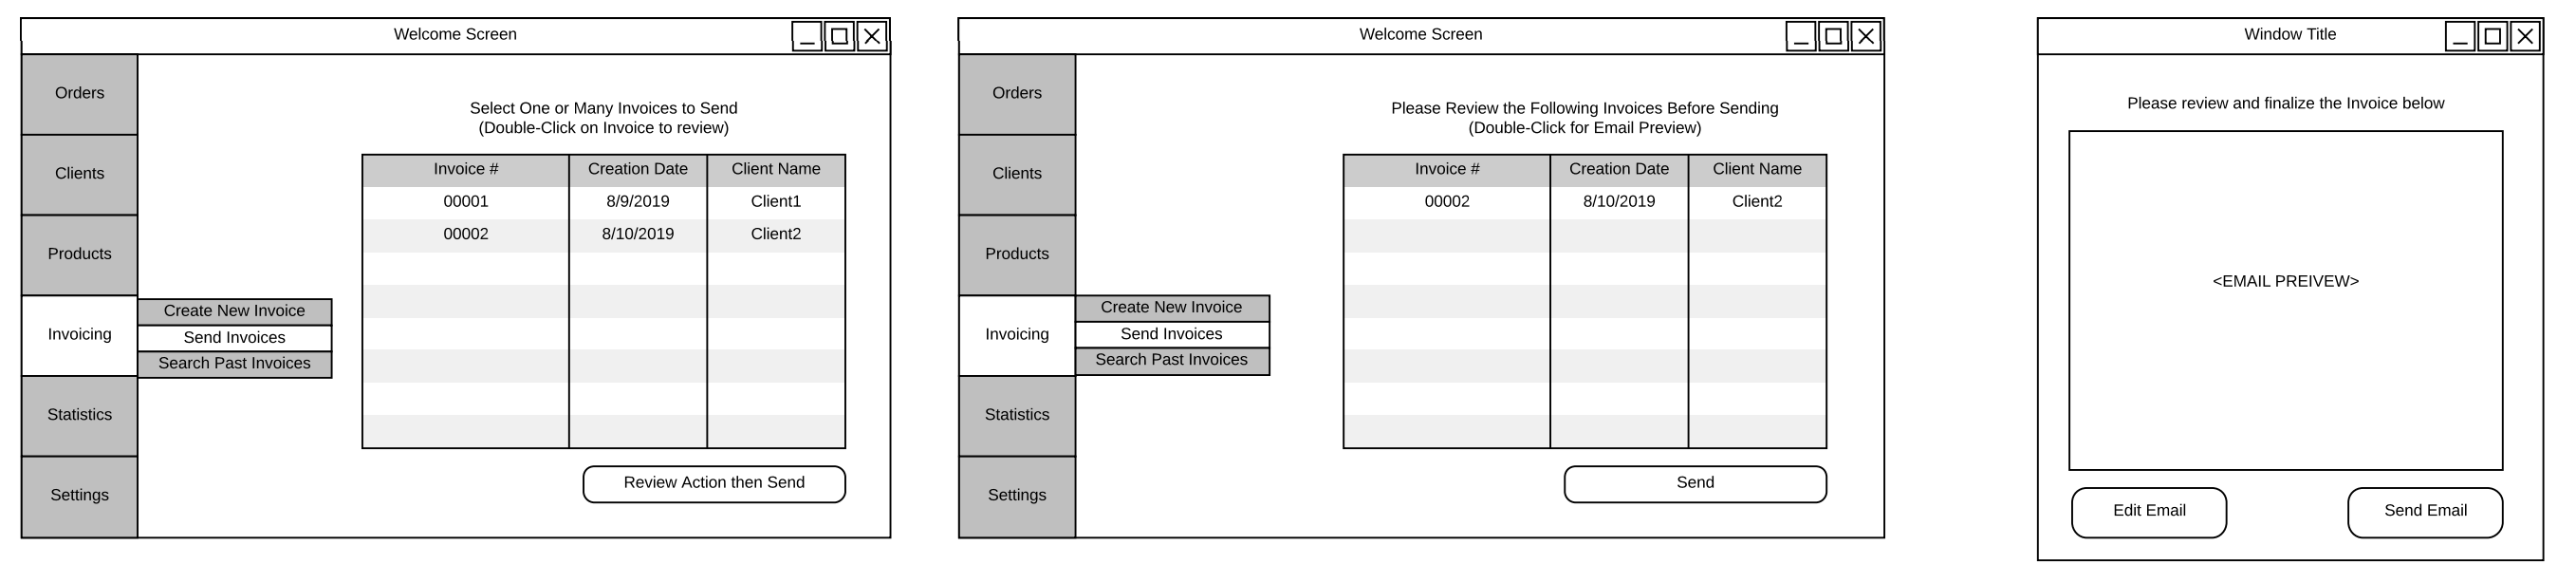 Welcome Screen
Orders
Clients
Products
Invoicing
Statistics
Settings
Create New Invoice
Send Invoices
Search Past Invoices
Select One or Many Invoices to Send
(Double-Click on Invoice to review)
Invoice # Creation Date Client Name
00001 8/9/2019 Client1
00002 8/10/2019 Client2
Review Action then Send
Welcome Screen
Orders
Clients
Products
Invoicing
Statistics
Settings
Create New Invoice
Send Invoices
Search Past Invoices
Please Review the Following Invoices Before Sending
(Double-Click for Email Preview)
Invoice # Creation Date Client Name
00002 8/10/2019 Client2
Send
Window Title
Please review and finalize the Invoice below
<EMAIL PREIVEW>
Edit Email
Send Email